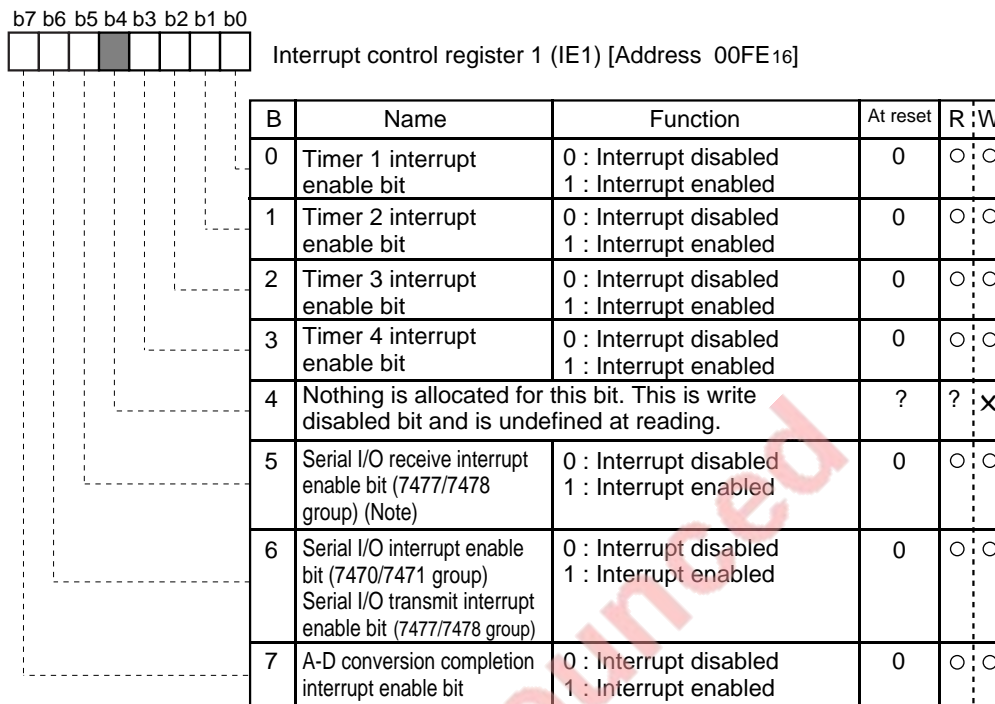 b7 b6 b5 b4 b3 b2 b1 b0
Interrupt control register 1 (IE1) [Address 00FE16]
B Name Function At reset R W
0 Timer 1 interrupt enable bit 0 : Interrupt disabled 0 ○ ○
1 : Interrupt enabled
1 Timer 2 interrupt enable bit 0 : Interrupt disabled 0 ○ ○
1 : Interrupt enabled
2 Timer 3 interrupt enable bit 0 : Interrupt disabled 0 ○ ○
1 : Interrupt enabled
3 Timer 4 interrupt enable bit 0 : Interrupt disabled 0 ○ ○
1 : Interrupt enabled
4 Nothing is allocated for this bit. This is write ? ? ×
disabled bit and is undefined at reading.
5 Serial I/O receive interrupt 0 : Interrupt disabled 0 ○ ○
enable bit (7477/7478 1 : Interrupt enabled
group) (Note)
6 Serial I/O interrupt enable 0 : Interrupt disabled 0 ○ ○
bit (7470/7471 group) 1 : Interrupt enabled
Serial I/O transmit interrupt
enable bit (7477/7478 group)
7 A-D conversion completion 0 : Interrupt disabled 0 ○ ○
interrupt enable bit 1 : Interrupt enabled